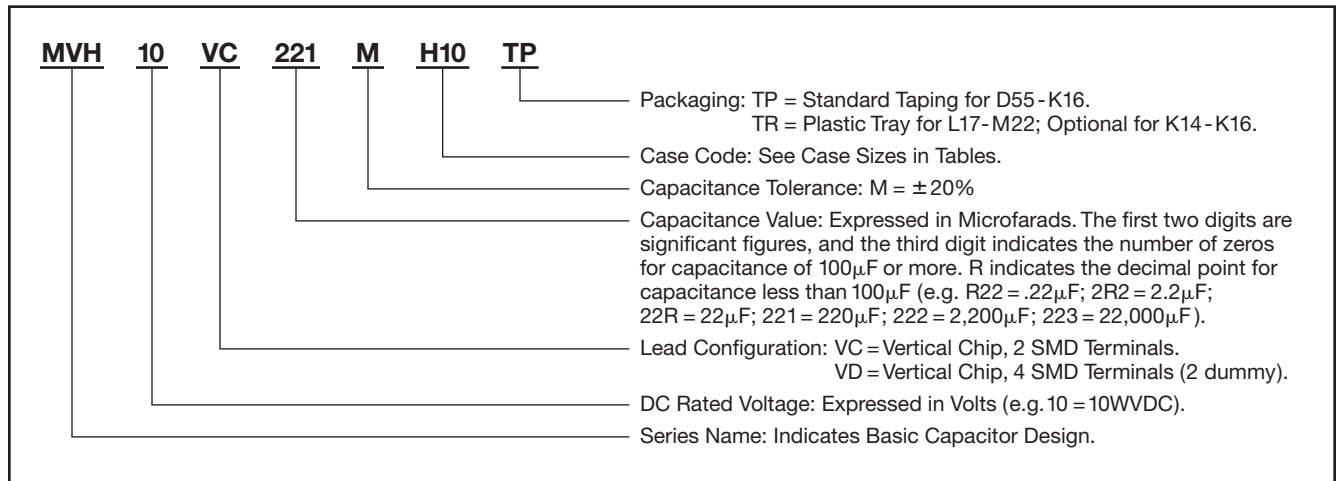 MVH 10 VC 221 M H10 TP
Packaging: TP = Standard Taping for D55-K16.
TR = Plastic Tray for L17-M22; Optional for K14-K16.
Case Code: See Case Sizes in Tables.
Capacitance Tolerance: M = ±20%
Capacitance Value: Expressed in Microfarads. The first two digits are
significant figures, and the third digit indicates the number of zeros
for capacitance of 100μF or more. R indicates the decimal point for
capacitance less than 100μF (e.g. R22 = .22μF; 2R2 = 2.2μF;
22R = 22μF; 221 = 220μF; 222 = 2,200μF; 223 = 22,000μF).
Lead Configuration: VC = Vertical Chip, 2 SMD Terminals.
VD = Vertical Chip, 4 SMD Terminals (2 dummy).
DC Rated Voltage: Expressed in Volts (e.g. 10 = 10WVDC).
Series Name: Indicates Basic Capacitor Design.